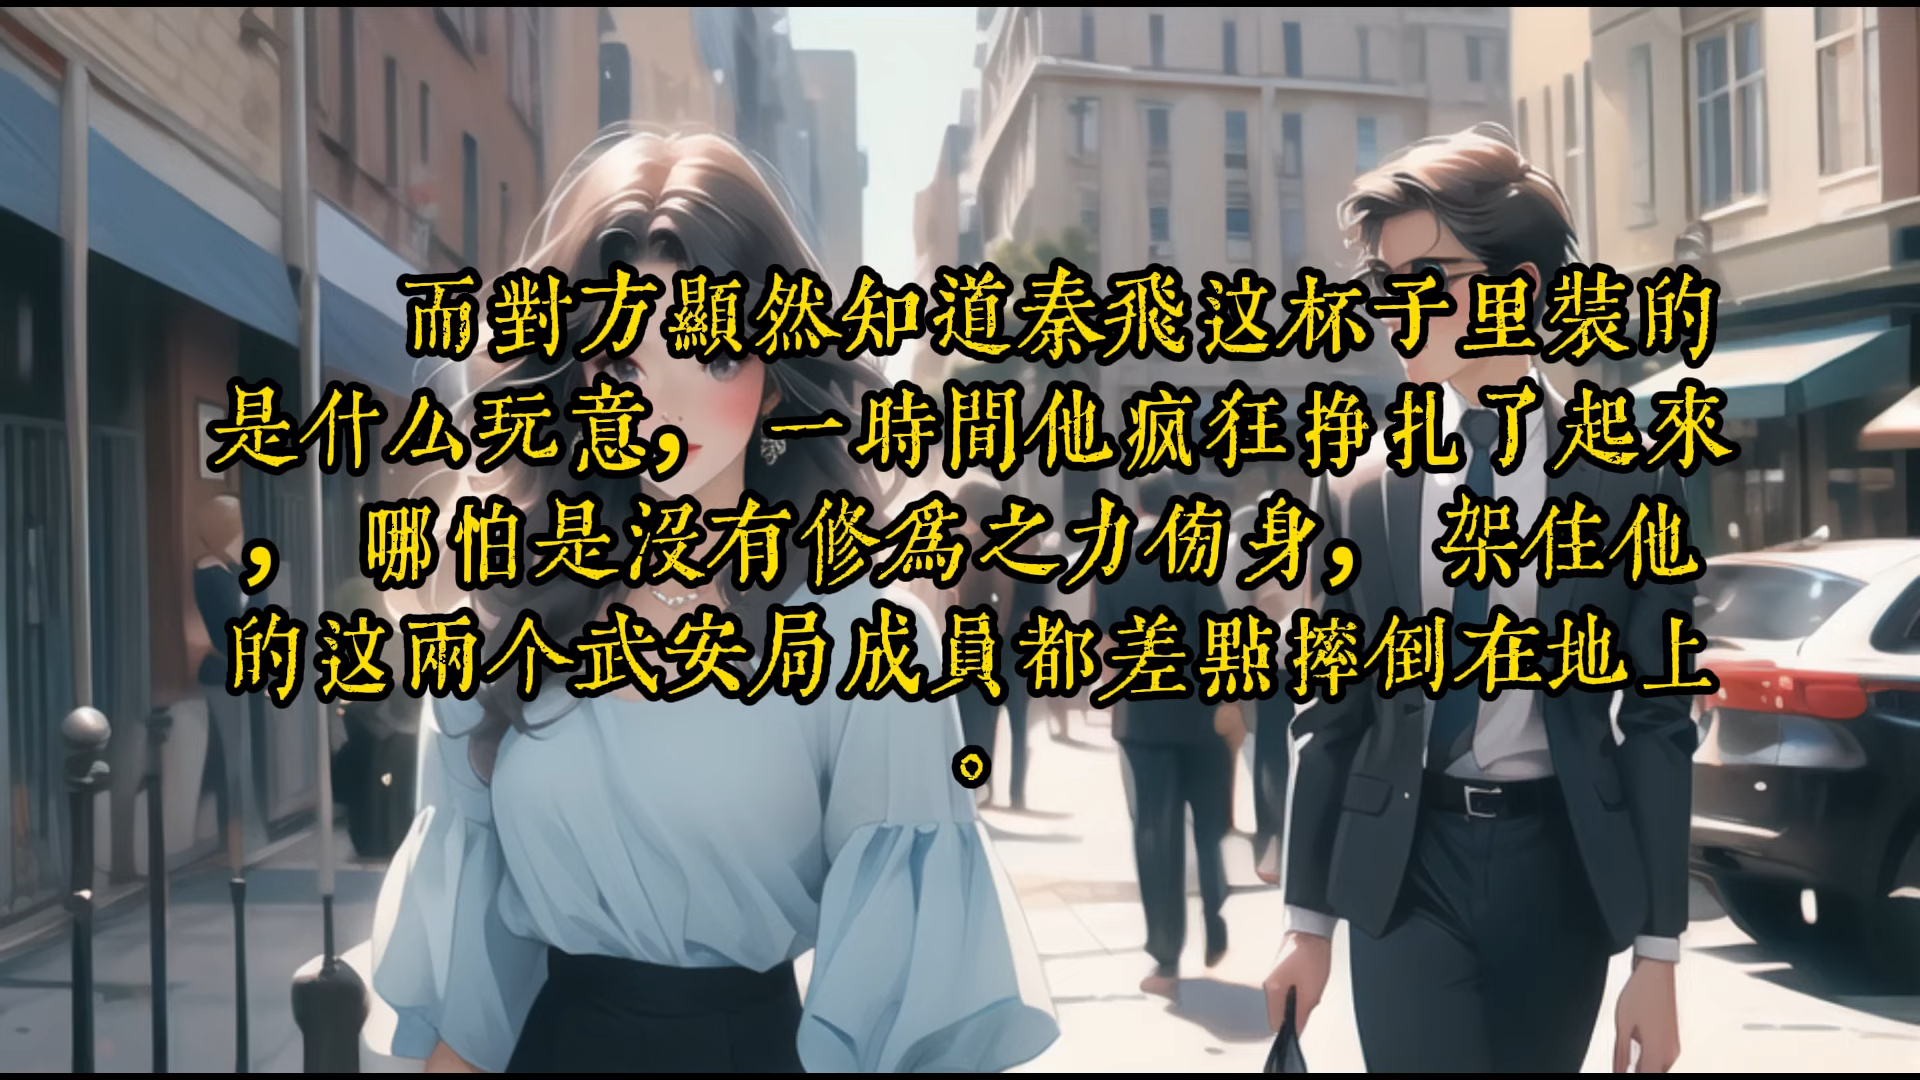 而對方顯然知道秦飛这杯子里裝的
是什么玩意，一時間他疯狂挣扎了起來
，哪怕是沒有修爲之力傍身，架住他
的这兩个武安局成員都差點摔倒在地上
。